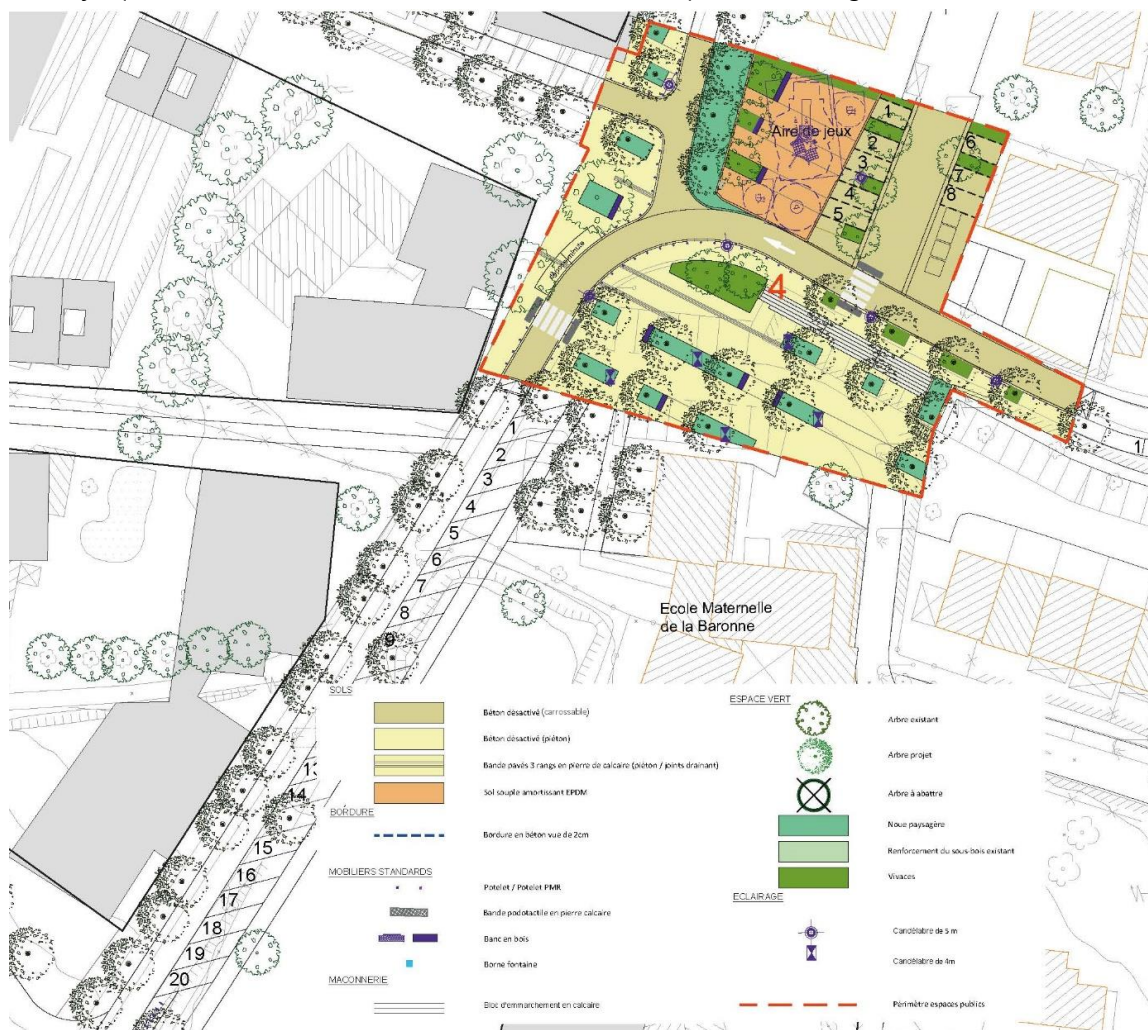 Aire de jeux
1
2
3
4
5
6
7
8
4
1
1
2
3
4
5
6
7
8
9
Ecole Maternelle
de la Baronne
14
15
16
17
18
19
20
SOLS
Béton désactivé (carrossable)
Béton désactivé (piéton)
Bande pavés 3 rangs en pierre de calcaire (piéton / joints drainant)
Sol souple amortissant EPDM
BORDURE
Bordure en béton vue de 2cm
MOBILIERS STANDARDS
Potelet / Potelet PMR
Bande podotactile en pierre calcaire
Banc en bois
Borne fontaine
MACONNERIE
Bloc d'emmarchement en calcaire
ESPACE VERT
Arbre existant
Arbre projet
Arbre à abattre
Noue paysagère
Renforcement du sous-bois existant
Vivaces
ECLAIRAGE
Candélabre de 5 m
Candélabre de 4m
Périmètre espaces publics